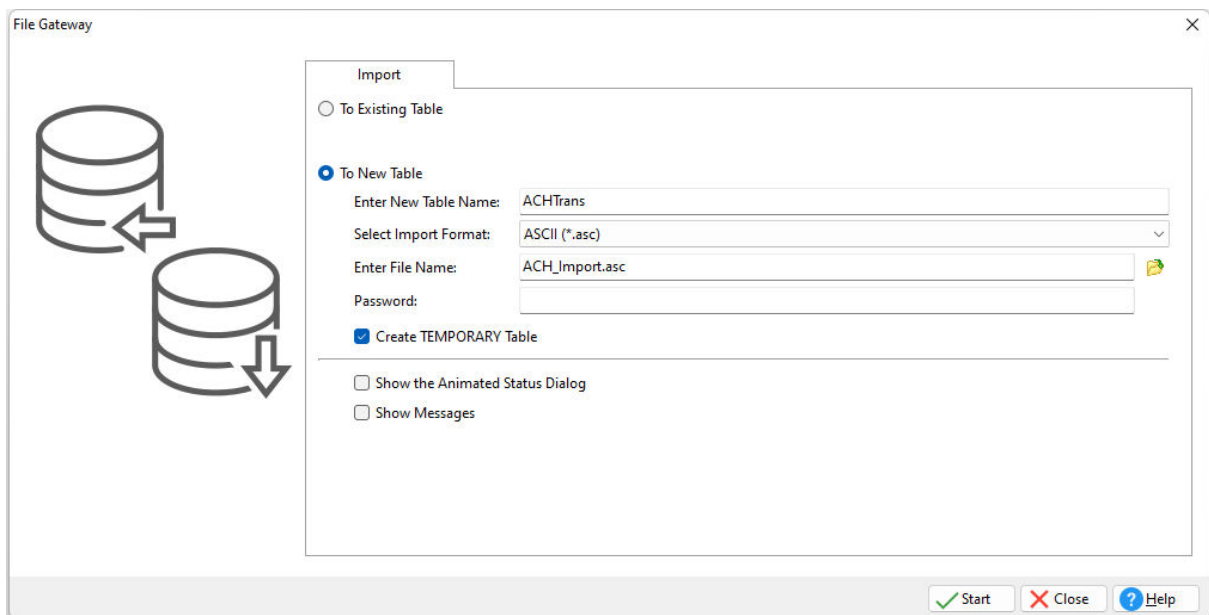 File Gateway
Import
To Existing Table
To New Table
Enter New Table Name: ACHTrans
Select Import Format: ASCII (*.asc)
Enter File Name: ACH_Import.asc
Password:
Create TEMPORARY Table
Show the Animated Status Dialog
Show Messages
Start Close ? Help